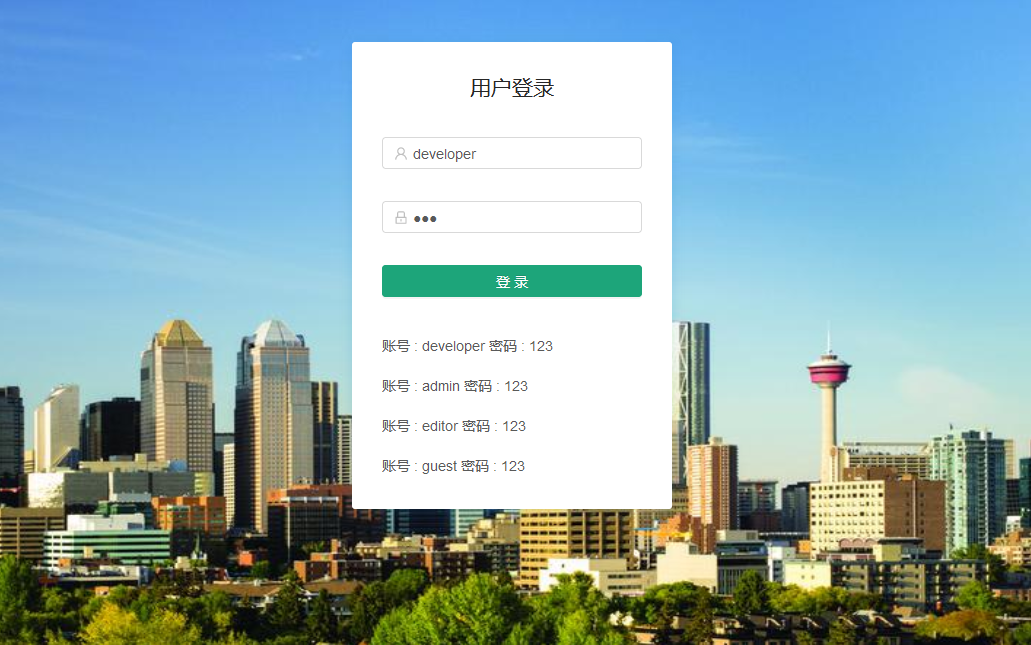 用户登录
developer
●●●
登 录
账号 : developer 密码 : 123
账号 : admin 密码 : 123
账号 : editor 密码 : 123
账号 : guest 密码 : 123